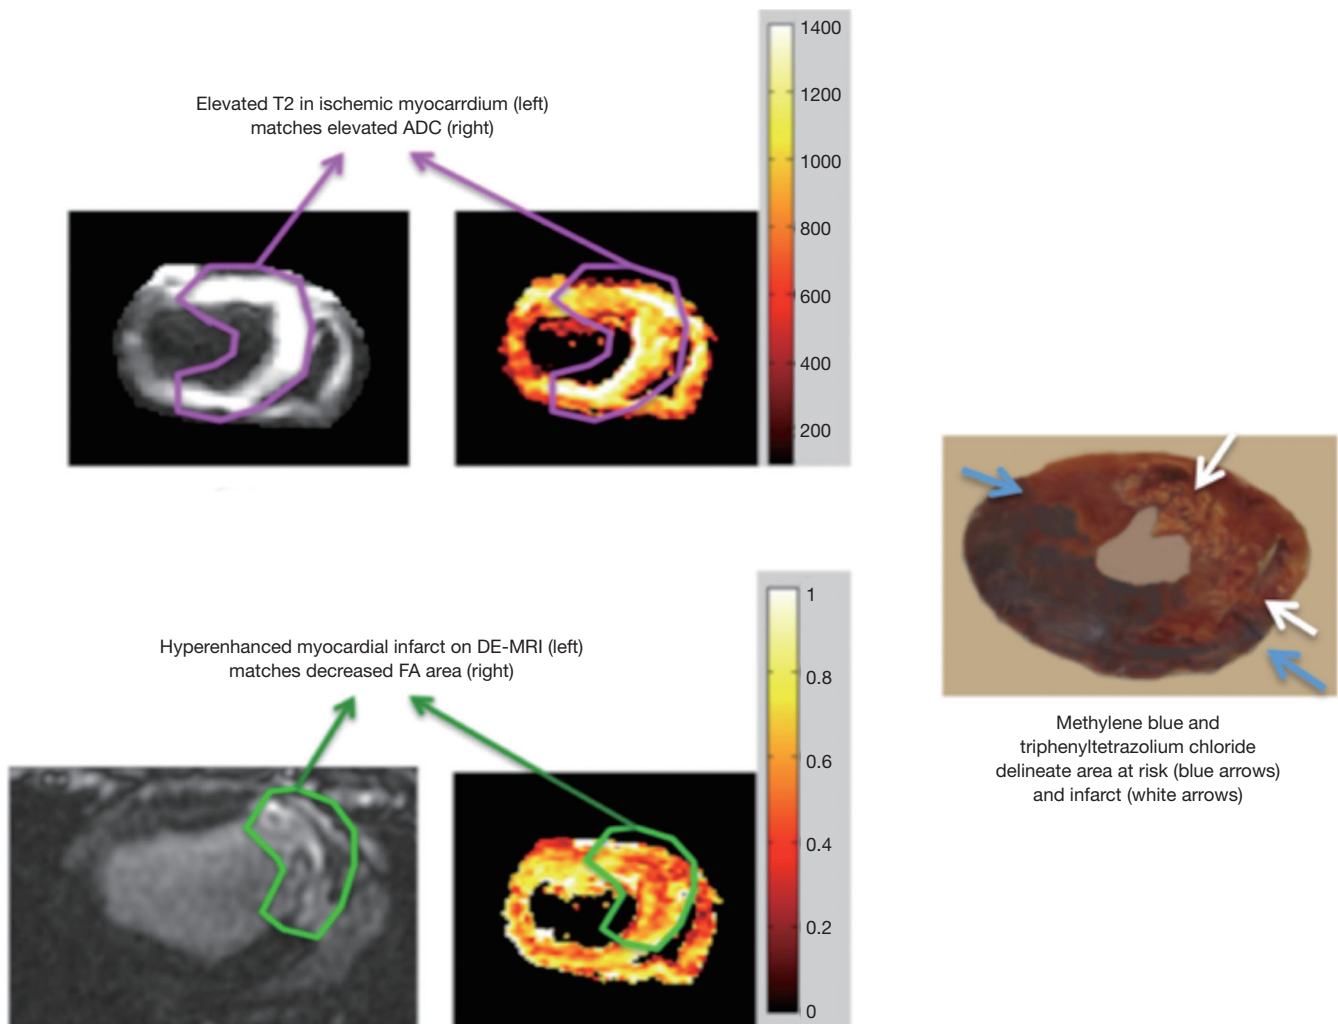 Elevated T2 in ischemic myocarrdium (left)
matches elevated ADC (right)
1400
1200
1000
800
600
400
200
Hyperenhanced myocardial infarct on DE-MRI (left)
matches decreased FA area (right)
1
0.8
0.6
0.4
0.2
0
Methylene blue and
triphenyltetrazolium chloride
delineate area at risk (blue arrows)
and infarct (white arrows)